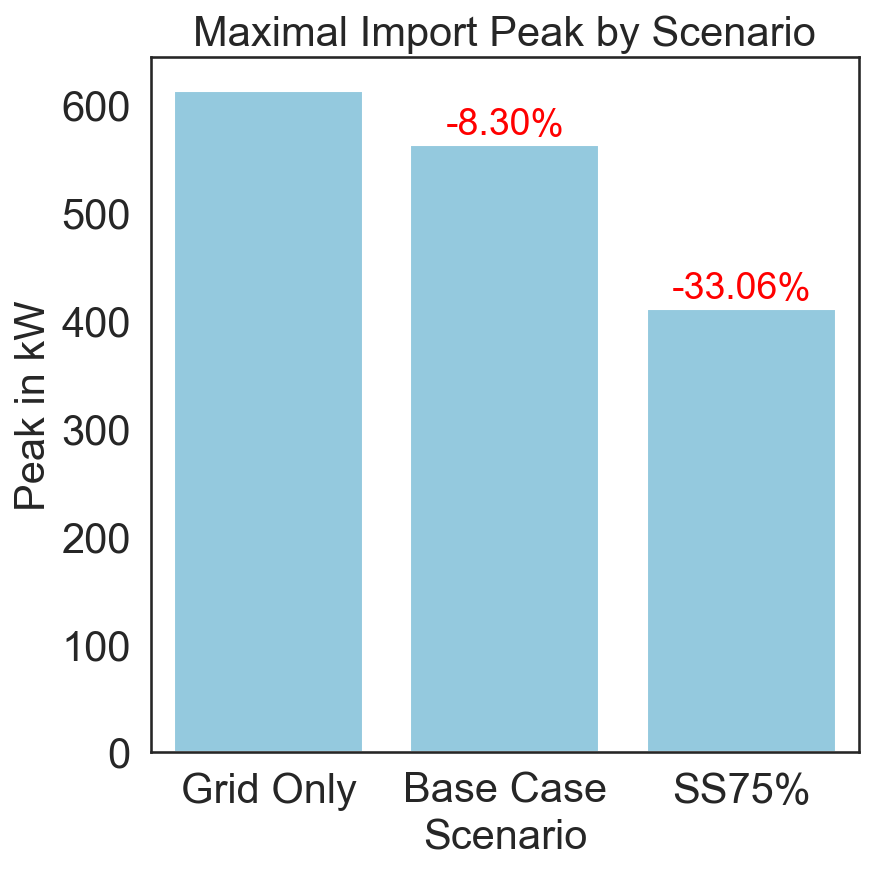 Maximal Import Peak by Scenario
600
500
400
300
200
100
0
Peak in kW
-8.30%
-33.06%
Grid Only
Base Case
SS75%
Scenario